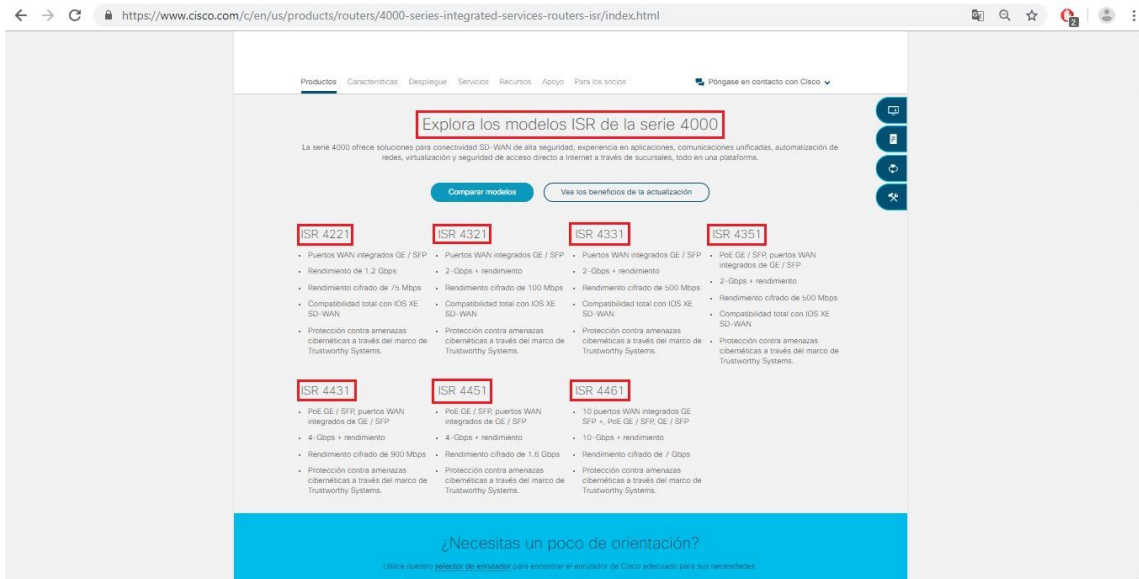 https://www.cisco.com/c/en/us/products/routers/4000-series-integrated-services-routers-isr/index.html
2
Productos Características Despliegue Servicios Recursos Apoyo Para los socios Póngase en contacto con Cisco
Explora los modelos ISR de la serie 4000
La serie 4000 ofrece soluciones para conectividad SD-WAN de alta seguridad, experiencia en aplicaciones, comunicaciones unificadas, automatización de
redes, virtualización y seguridad de acceso directo a Internet a través de sucursales, todo en una plataforma.
Comparar modelos
Vea los beneficios de la actualización
ISR 4221
• Puertos WAN integrados GE / SFP
• Rendimiento de 1.2 Gbps
• Rendimiento cifrado de 75 Mbps
• Compatibilidad total con IOS XE
SD-WAN
• Protección contra amenazas
cibernéticas a través del marco de
Trustworthy Systems.
ISR 4321
• Puertos WAN integrados GE / SFP
• 2-Gbps + rendimiento
• Rendimiento cifrado de 100 Mbps
• Compatibilidad total con IOS XE
SD-WAN
• Protección contra amenazas
cibernéticas a través del marco de
Trustworthy Systems.
ISR 4331
• Puertos WAN integrados GE / SFP
• 2-Gbps + rendimiento
• Rendimiento cifrado de 500 Mbps
• Compatibilidad total con IOS XE
SD-WAN
• Protección contra amenazas
cibernéticas a través del marco de
Trustworthy Systems.
ISR 4351
• PoE GE / SFP, puertos WAN
integrados de GE / SFP
• 2-Gbps + rendimiento
• Rendimiento cifrado de 500 Mbps
• Compatibilidad total con IOS XE
SD-WAN
• Protección contra amenazas
cibernéticas a través del marco de
Trustworthy Systems.
ISR 4431
• PoE GE / SFP, puertos WAN
integrados de GE / SFP
• 4-Gbps + rendimiento
• Rendimiento cifrado de 900 Mbps
• Protección contra amenazas
cibernéticas a través del marco de
Trustworthy Systems.
ISR 4451
• PoE GE / SFP, puertos WAN
integrados de GE / SFP
• 4-Gbps + rendimiento
• Rendimiento cifrado de 1.6 Gbps
• Protección contra amenazas
cibernéticas a través del marco de
Trustworthy Systems.
ISR 4461
• 10 puertos WAN integrados GE
SFP +, PoE GE / SFP, GE / SFP
• 10-Gbps + rendimiento
• Rendimiento cifrado de 7 Gbps
• Protección contra amenazas
cibernéticas a través del marco de
Trustworthy Systems.
¿Necesitas un poco de orientación?
Utilice nuestro selector de enrutador para encontrar el enrutador de Cisco adecuado para sus necesidades.